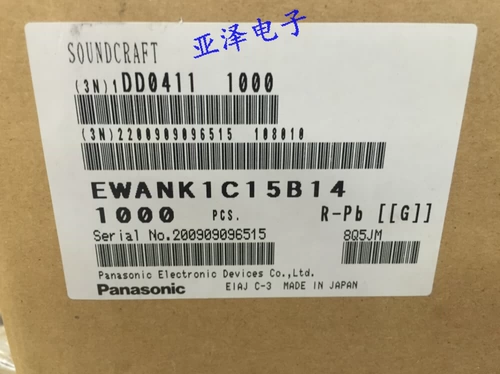 亚泽电子
SOUNDCRAFT
(3N)1DD0411 1000
(3N)2200909096515 108010
EWANK1C15B14
1000 PCS. R-Pb [[G]]
Serial No.200909096515 8Q5JM
Panasonic Electronic Devices Co.,Ltd.
Panasonic EIAJ C-3 MADE IN JAPAN